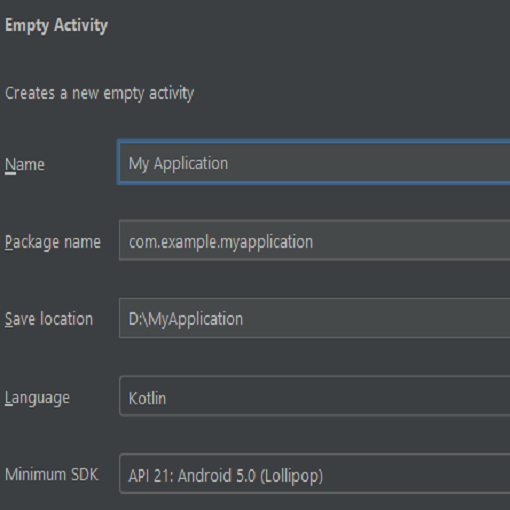 Empty Activity
Creates a new empty activity
Name My Application
Package name com.example.myapplication
Save location D:\MyApplication
Language Kotlin
Minimum SDK API 21: Android 5.0 (Lollipop)